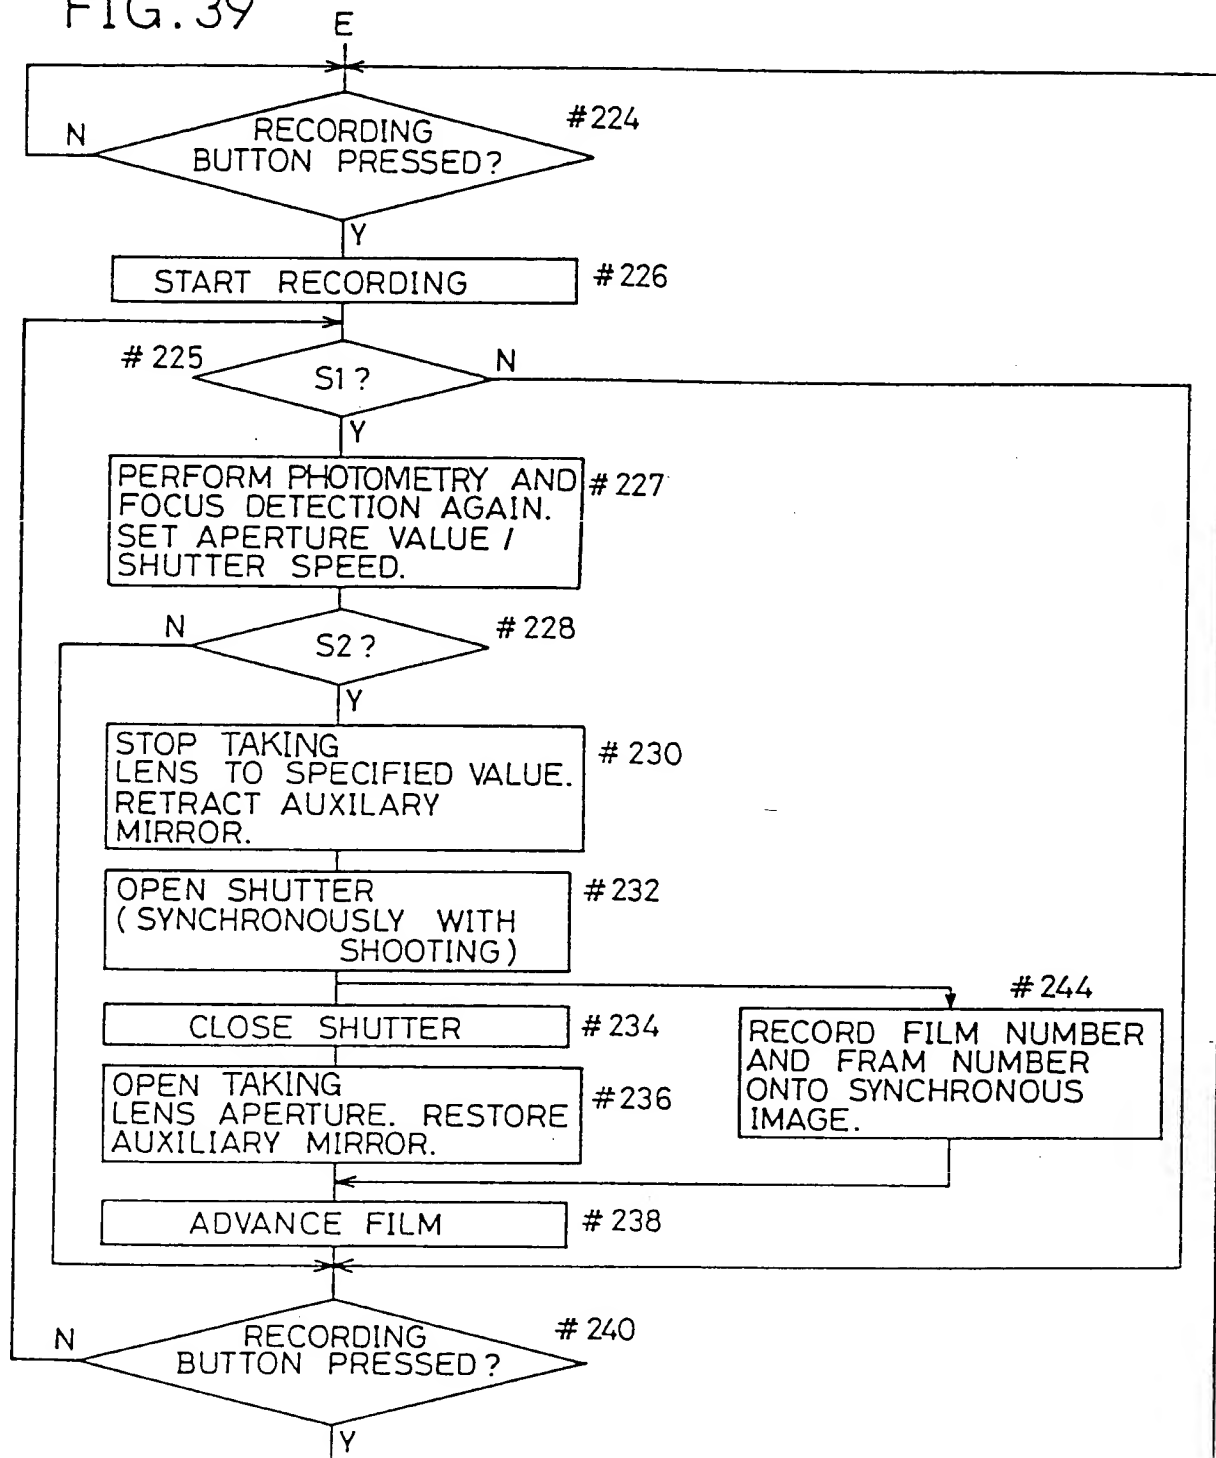 FIG. 39
E
N
RECORDING
BUTTON PRESSED?
#224
Y
START RECORDING
#226
#225
S1?
N
Y
PERFORM PHOTOMETRY AND
FOCUS DETECTION AGAIN.
SET APERTURE VALUE /
SHUTTER SPEED.
#227
N
S2?
#228
Y
STOP TAKING
LENS TO SPECIFIED VALUE.
RETRACT AUXILARY
MIRROR.
#230
OPEN SHUTTER
(SYNCHRONOUSLY WITH
SHOOTING)
#232
CLOSE SHUTTER
#234
#244
RECORD FILM NUMBER
AND FRAM NUMBER
ONTO SYNCHRONOUS
IMAGE.
OPEN TAKING
LENS APERTURE. RESTORE
AUXILIARY MIRROR.
#236
ADVANCE FILM
#238
N
RECORDING
BUTTON PRESSED?
#240
Y